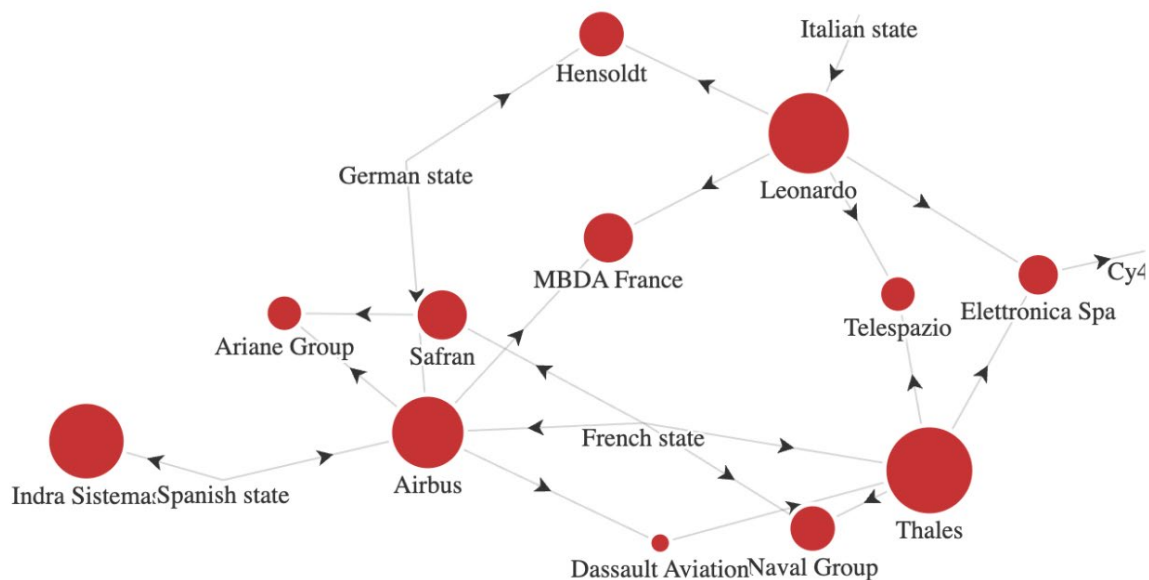 Italian state
Hensoldt
German state
Leonardo
MBDA France
Cy4
Telespazio
Elettronica Spa
Ariane Group
Safran
French state
Airbus
Indra Sistemas
Spanish state
Thales
Dassault Aviation
Naval Group